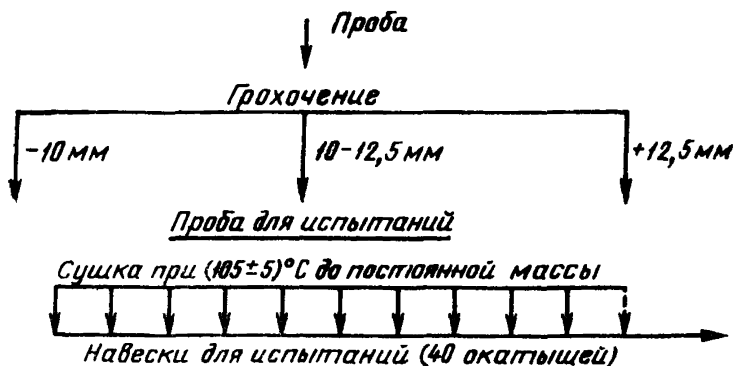 Проба
Грохочение
-10 мм
10-12,5 мм
+12,5 мм
Проба для испытаний
Сушка при (105±5)°С до постоянной массы
Навески для испытаний (40 окатышей)